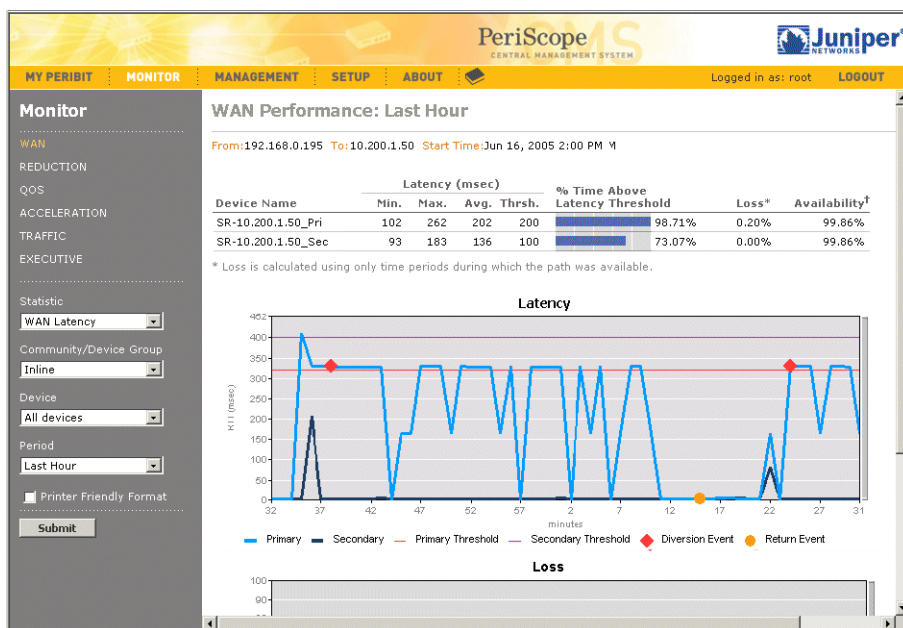 PeriScope
CENTRAL MANAGEMENT SYSTEM
Juniper
NETWORKS
MY PERIBIT MONITOR MANAGEMENT SETUP ABOUT Logged in as: root LOGOUT
Monitor
WAN
REDUCTION
QOS
ACCELERATION
TRAFFIC
EXECUTIVE
Statistic
WAN Latency
Community/Device Group
Inline
Device
All devices
Period
Last Hour
Printer Friendly Format
Submit
WAN Performance: Last Hour
From:192.168.0.195 To:10.200.1.50 Start Time:Jun 16, 2005 2:00 PM
Latency (msec) % Time Above
Device Name Min. Max. Avg. Thrsh. Latency Threshold Loss* Availability†
SR-10.200.1.50_Pri 102 262 202 200 98.71% 0.20% 99.86%
SR-10.200.1.50_Sec 93 183 136 100 73.07% 0.00% 99.86%
* Loss is calculated using only time periods during which the path was available.
Latency
462
400
350
300
250
200
150
100
50
0
(msec)
32 37 42 47 52 57 2 7 12 17 22 27 31
minutes
Primary Secondary Primary Threshold Secondary Threshold Diversion Event Return Event
Loss
100
90